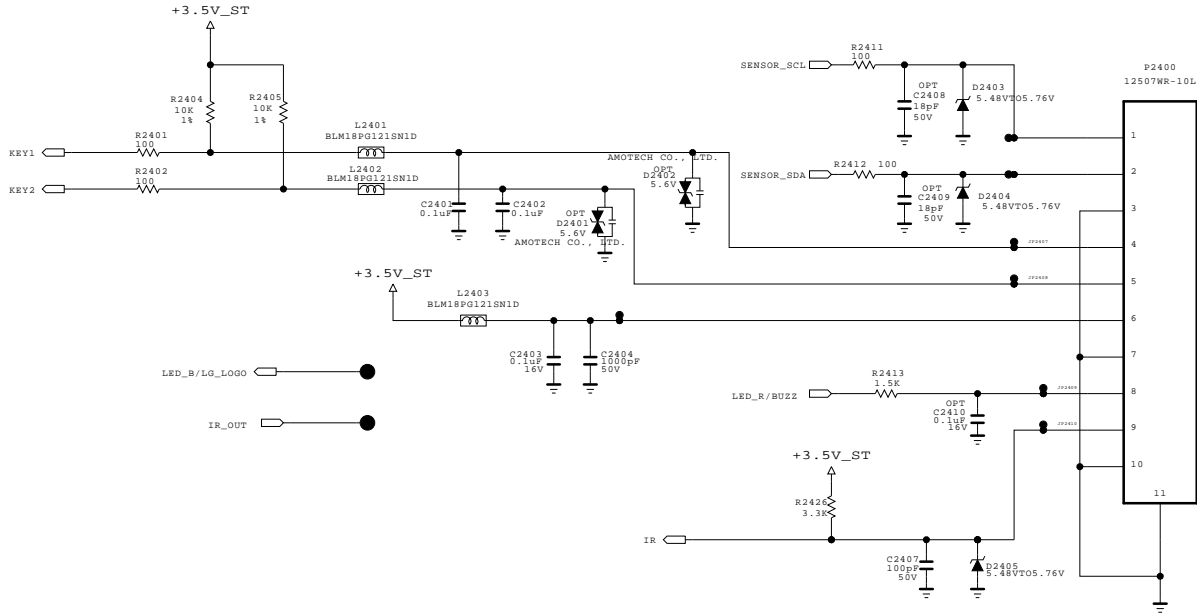 +3.5V_ST
R2404
10K
1%
R2405
10K
1%
L2401
BLM18PG121SN1D
R2401
100
KEY1
R2402
100
KEY2
L2402
BLM18PG121SN1D
C2401
0.1uF
C2402
0.1uF
OPT
D2401
5.6V
AMOTECH CO., LTD.
AMOTECH CO., LTD.
OPT
D2402
5.6V
SENSOR_SCL
R2411
100
OPT
C2408
18pF
50V
D2403
5.48VTO5.76V
P2400
12507WR-10L
SENSOR_SDA
R2412 100
OPT
C2409
18pF
50V
D2404
5.48VTO5.76V
1
2
3
4
5
6
7
8
9
10
11
JP2407
JP2408
+3.5V_ST
L2403
BLM18PG121SN1D
C2403
0.1uF
16V
C2404
1000pF
50V
LED_B/LG_LOGO
IR_OUT
LED_R/BUZZ
R2413
1.5K
OPT
C2410
0.1uF
16V
JP2409
JP2410
+3.5V_ST
R2426
3.3K
IR
C2407
100pF
50V
D2405
5.48VTO5.76V